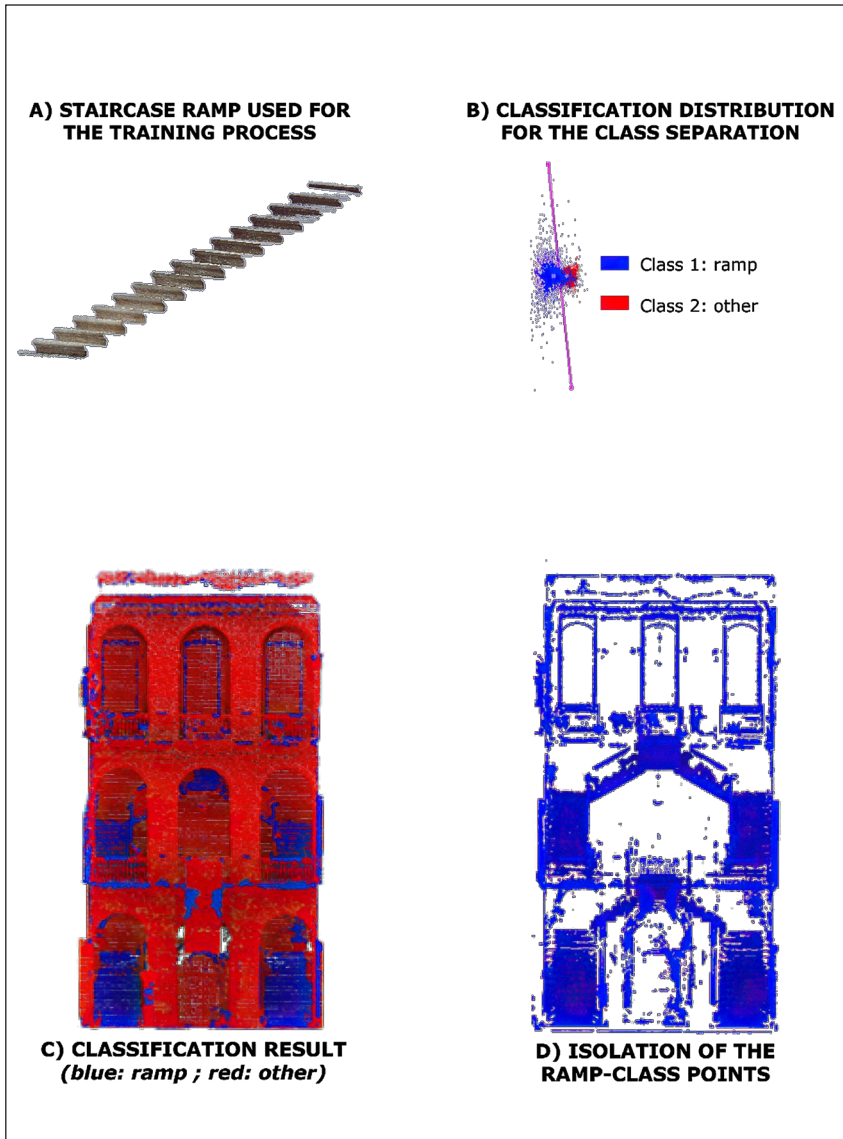 A) STAIRCASE RAMP USED FOR
THE TRAINING PROCESS
B) CLASSIFICATION DISTRIBUTION
FOR THE CLASS SEPARATION
Class 1: ramp
Class 2: other
C) CLASSIFICATION RESULT
(blue: ramp ; red: other)
D) ISOLATION OF THE
RAMP-CLASS POINTS